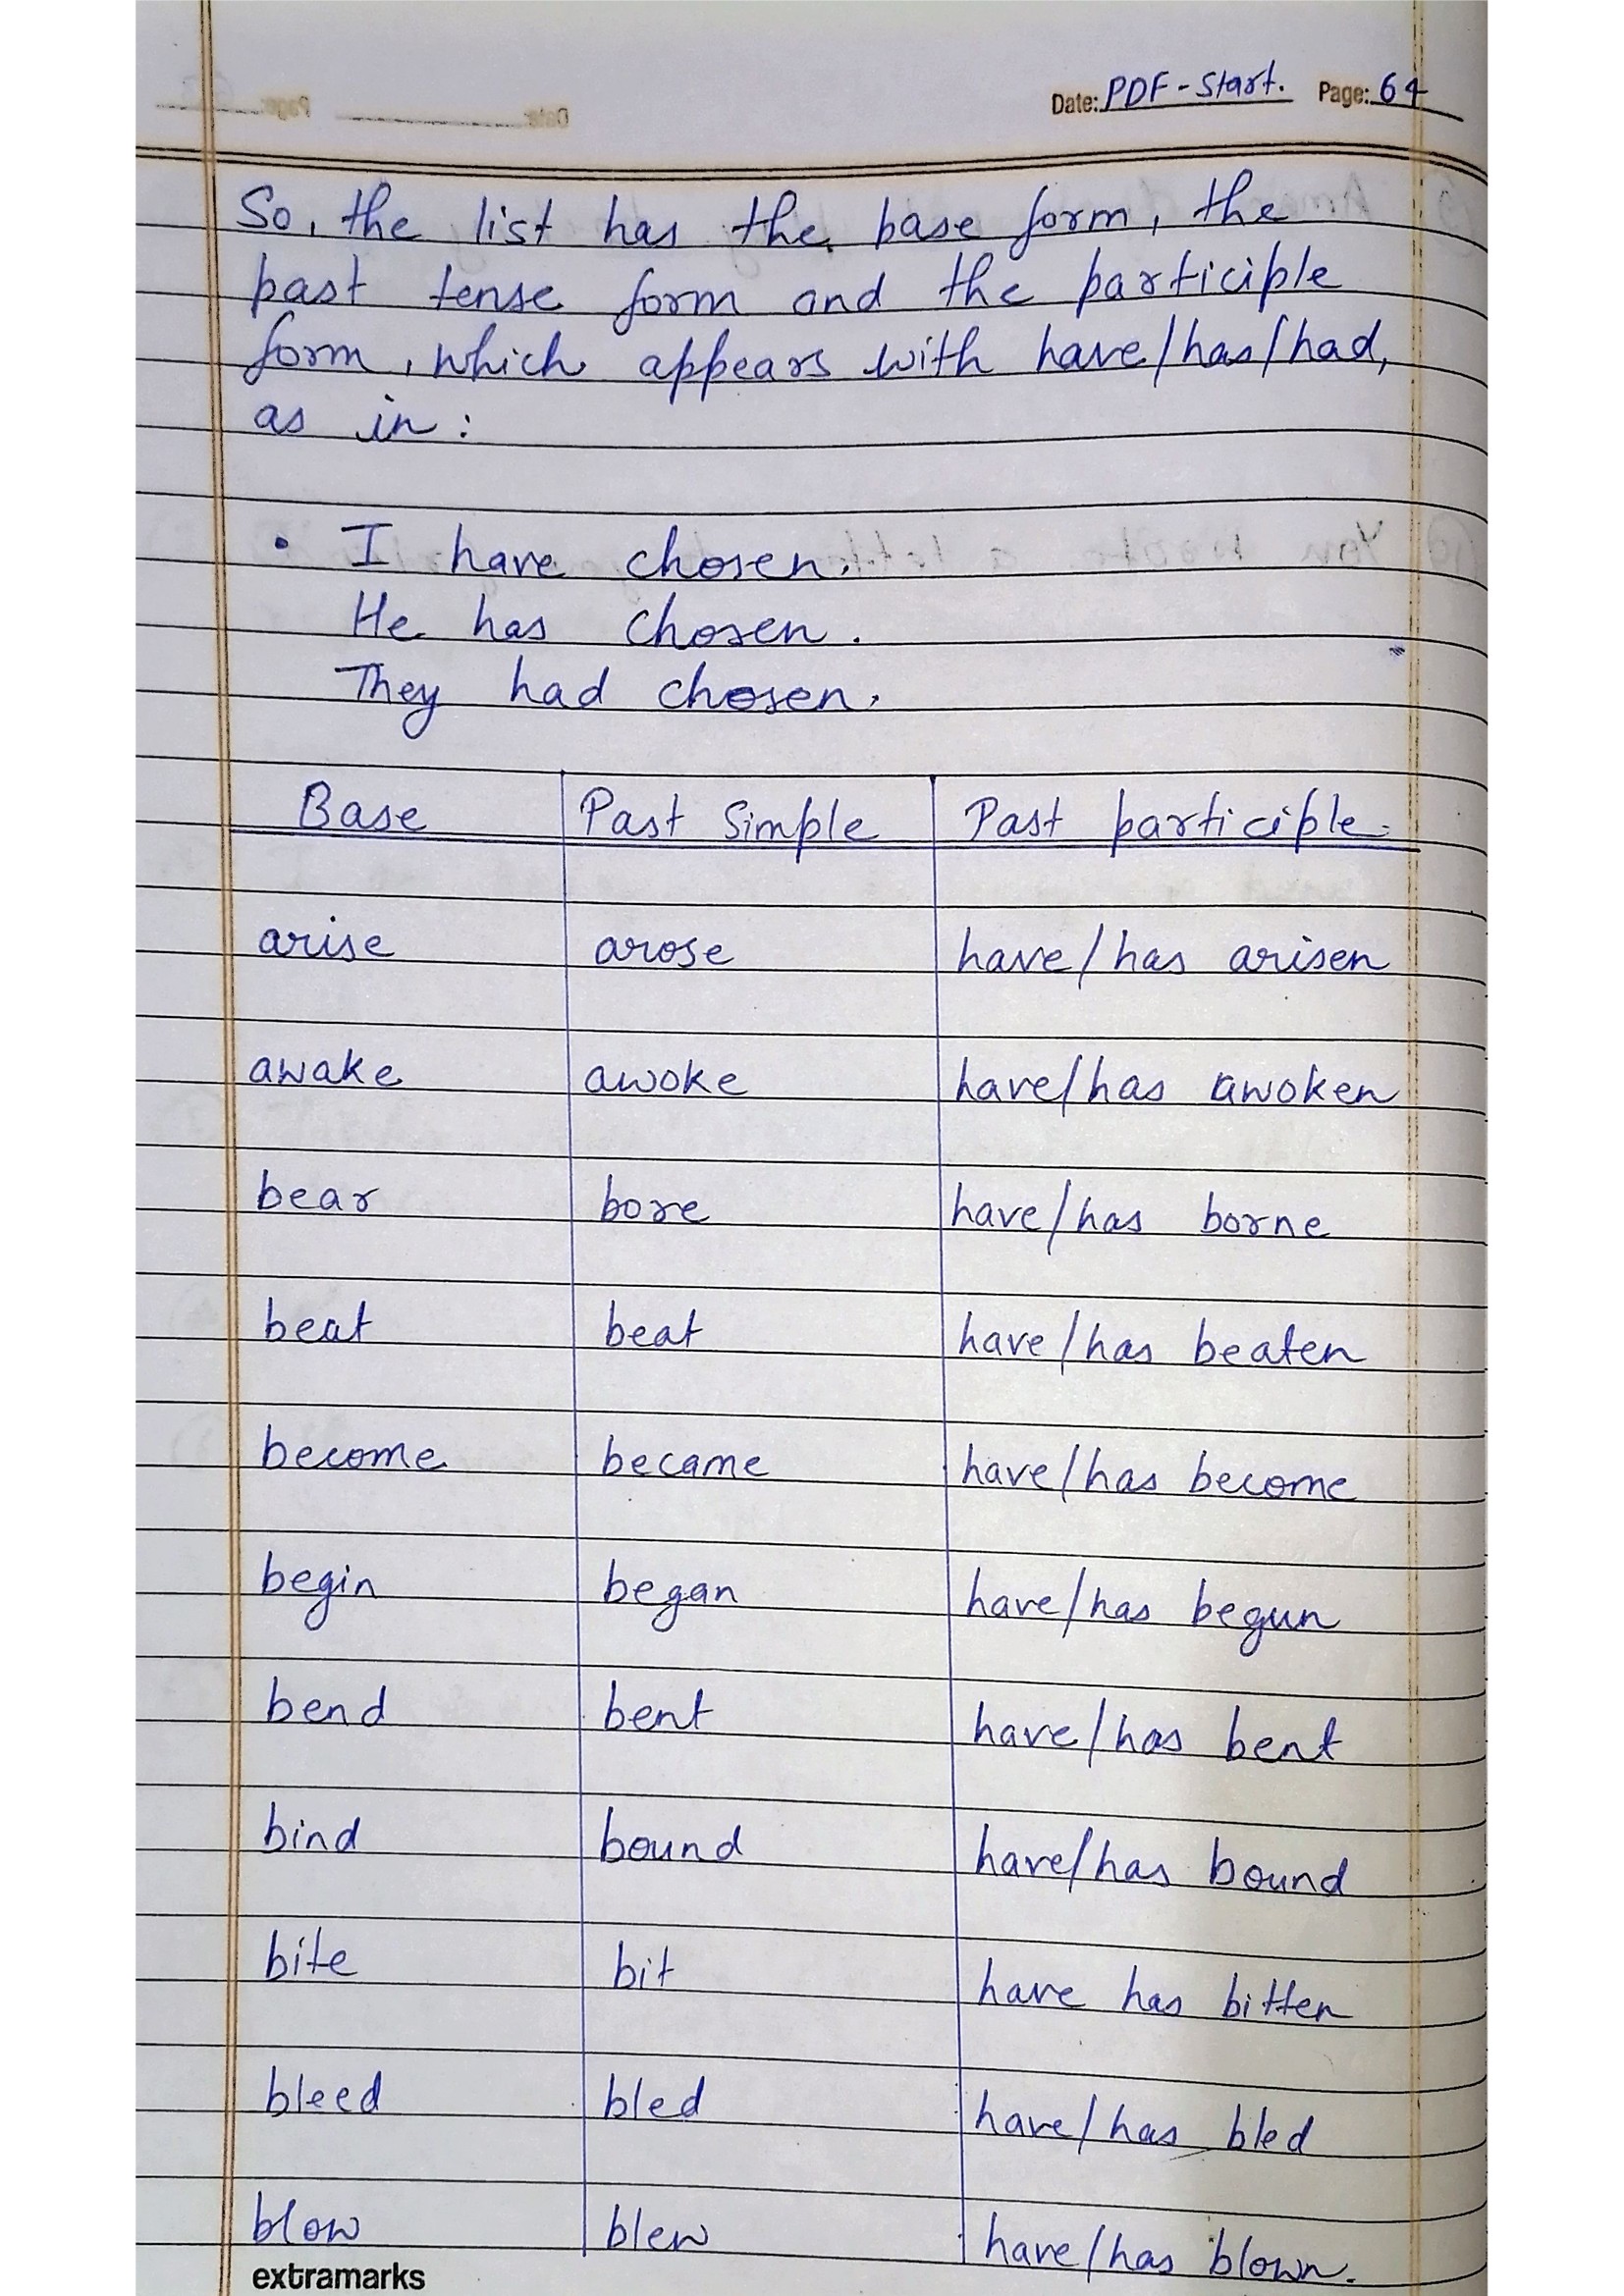 Date: PDF-Start. Page: 64
So, the list has the base form, the
past tense form and the participle
form, which appears with have/has/had,
as in:
• I have chosen.
He has chosen.
They had chosen.
Base Past Simple Past participle.
arise arose have/has arisen
awake awoke have/has awoken
bear bore have/has borne
beat beat have/has beaten
become became have/has become
begin began have/has begun
bend bent have/has bent
bind bound have/has bound
bite bit have has bitten
bleed bled have/has bled
blow blew have/has blown.
extramarks